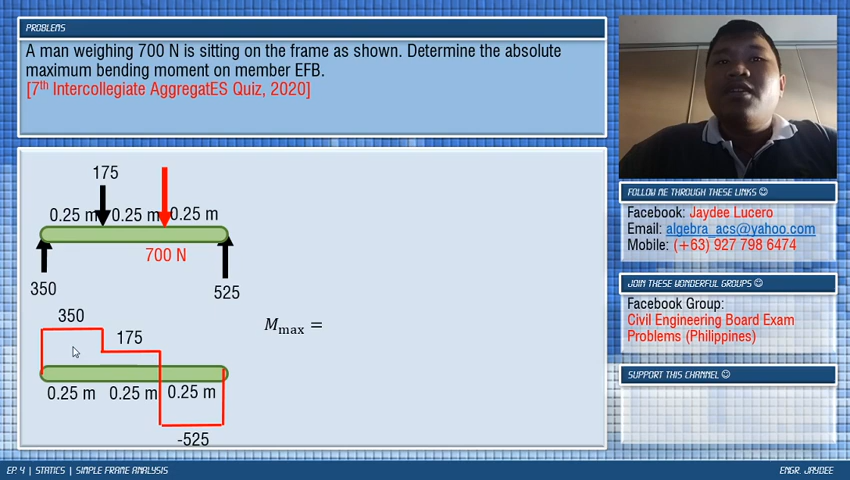 PROBLEMS
A man weighing 700 N is sitting on the frame as shown. Determine the absolute
maximum bending moment on member EFB.
[7th Intercollegiate AggregatES Quiz, 2020]
175
0.25 m 0.25 m 0.25 m
700 N
350
525
350
175
0.25 m 0.25 m 0.25 m
-525
Mmax =
FOLLOW ME THROUGH THESE LINKS ☺
Facebook: Jaydee Lucero
Email: algebra_acs@yahoo.com
Mobile: (+63) 927 798 6474
JOIN THESE WONDERFUL GROUPS ☺
Facebook Group:
Civil Engineering Board Exam
Problems (Philippines)
SUPPORT THIS CHANNEL ☺
EP. 4 | STATICS | SIMPLE FRAME ANALYSIS
ENGR. JAYDEE